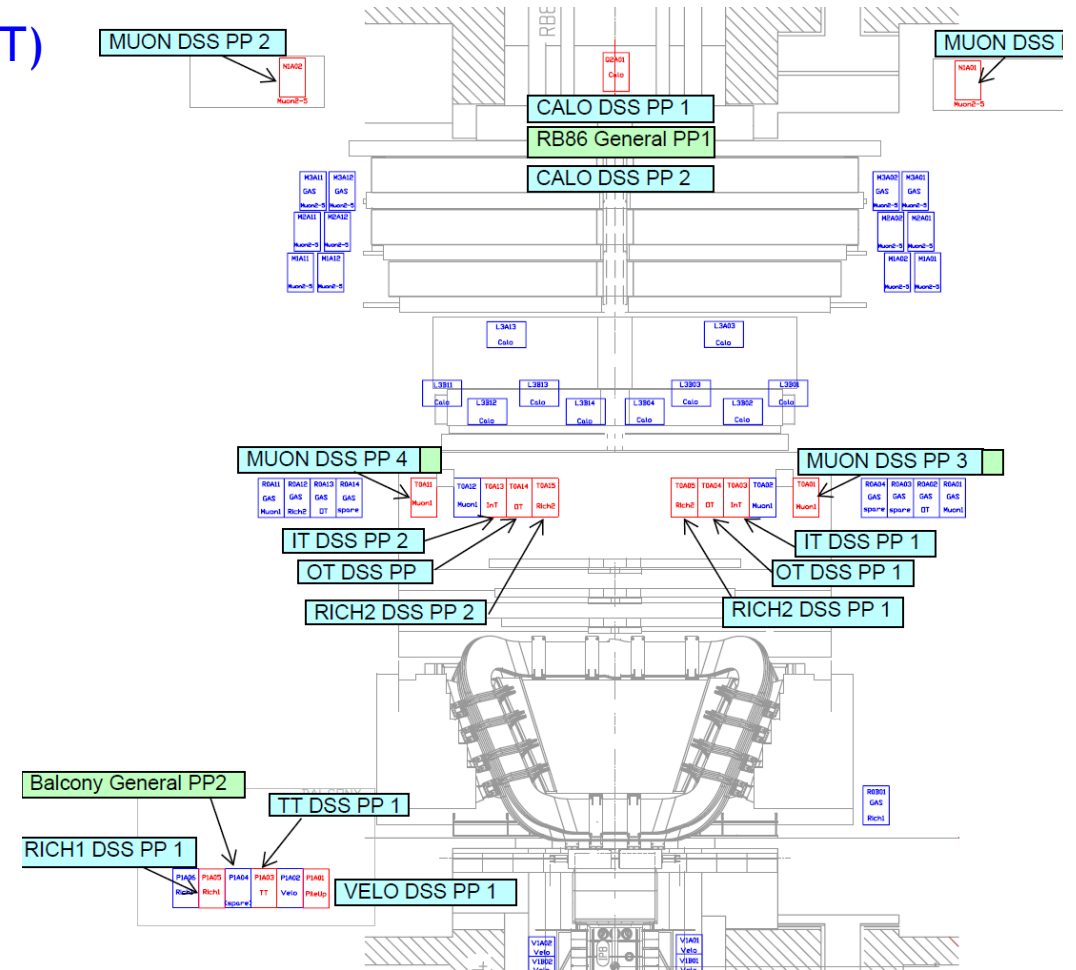 T)
MUON DSS PP 2
MUON DSS
RB8
N1A02
Muon2-5
Q2A01
Calo
N1A01
Muon2-5
CALO DSS PP 1
RB86 General PP1
CALO DSS PP 2
M3A11 M3A12
GAS GAS
Muon2-5 Muon2-5
M2A11 M2A12
Muon2-5 Muon2-5
M1A11 M1A12
Muon2-5 Muon2-5
M3A02 M3A01
GAS GAS
Muon2-5 Muon2-5
M2A02 M2A01
Muon2-5 Muon2-5
M1A02 M1A01
Muon2-5 Muon2-5
L3A13 L3A03
Calo Calo
L3B11 L3B13 L3B03 L3B01
Calo Calo Calo Calo
L3B12 L3B14 L3B04 L3B02
Calo Calo Calo Calo
MUON DSS PP 4
MUON DSS PP 3
R0A11 R0A12 R0A13 R0A14
GAS GAS GAS GAS
Muon1 Rich2 OT spare
T0A11
Muon1
T0A12 T0A13 T0A14 T0A15
Muon1 InT OT Rich2
T0A05 T0A04 T0A03 T0A02
Rich2 OT InT Muon1
T0A01
Muon1
R0A04 R0A03 R0A02 R0A01
GAS GAS GAS GAS
spare spare OT Muon1
IT DSS PP 2
IT DSS PP 1
OT DSS PP
OT DSS PP 1
RICH2 DSS PP 2
RICH2 DSS PP 1
Balcony General PP2
BALCONY
TT DSS PP 1
R0B01
GAS
Rich1
RICH1 DSS PP 1
P1A06 P1A05 P1A04 P1A03 P1A02 P1A01
Rich1 Rich1 (spare) TT Velo PileUp
VELO DSS PP 1
V1A02 V1A01
Velo Velo
V1B02 V1B01
Velo Velo
IP8